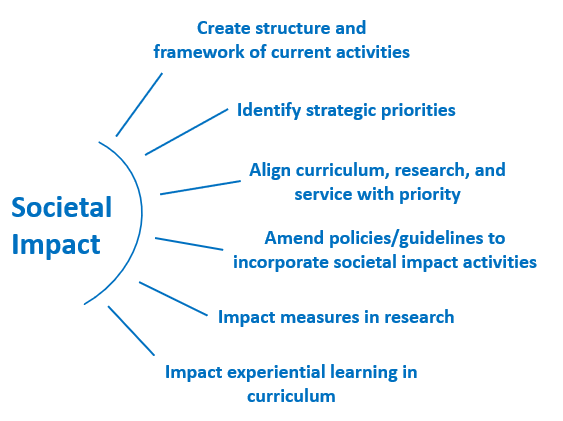 Create structure and
framework of current activities
Identify strategic priorities
Align curriculum, research, and
service with priority
Societal
Impact
Amend policies/guidelines to
incorporate societal impact activities
Impact measures in research
Impact experiential learning in
curriculum